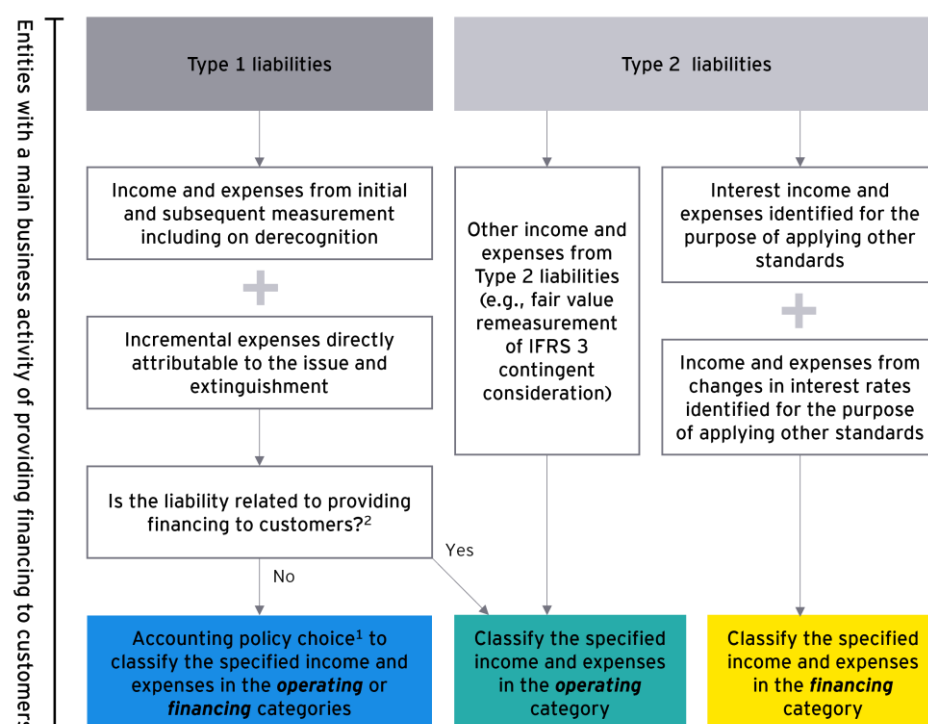 Entities with a main business activity of providing financing to customers
Type 1 liabilities
Type 2 liabilities
Income and expenses from initial
and subsequent measurement
including on derecognition
Incremental expenses directly
attributable to the issue and
extinguishment
Is the liability related to providing
financing to customers?²
Yes
No
Other income and
expenses from
Type 2 liabilities
(e.g., fair value
remeasurement
of IFRS 3
contingent
consideration)
Interest income and
expenses identified for the
purpose of applying other
standards
Income and expenses from
changes in interest rates
identified for the purpose
of applying other standards
Accounting policy choice¹ to
classify the specified income and
expenses in the operating or
financing categories
Classify the specified
income and expenses
in the operating
category
Classify the specified
income and expenses
in the financing
category